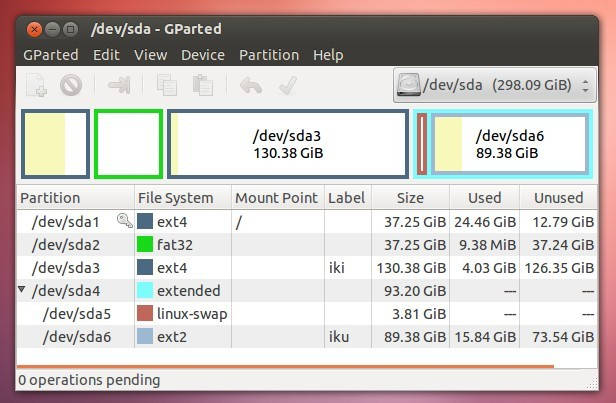 /dev/sda - GParted
GParted Edit View Device Partition Help
/dev/sda (298.09 GiB)
/dev/sda3
130.38 GiB
/dev/sda6
89.38 GiB
Partition File System Mount Point Label Size Used Unused
/dev/sda1 ext4 / 37.25 GiB 24.46 GiB 12.79 GiB
/dev/sda2 fat32 37.25 GiB 9.38 MiB 37.24 GiB
/dev/sda3 ext4 iki 130.38 GiB 4.03 GiB 126.35 GiB
/dev/sda4 extended 93.20 GiB --- ---
/dev/sda5 linux-swap 3.81 GiB --- ---
/dev/sda6 ext2 iku 89.38 GiB 15.84 GiB 73.54 GiB
0 operations pending